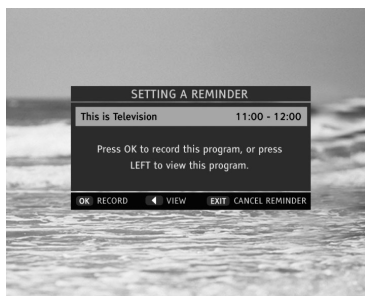 SETTING A REMINDER
This is Television 11:00 - 12:00
Press OK to record this program, or press
LEFT to view this program.
OK RECORD VIEW EXIT CANCEL REMINDER